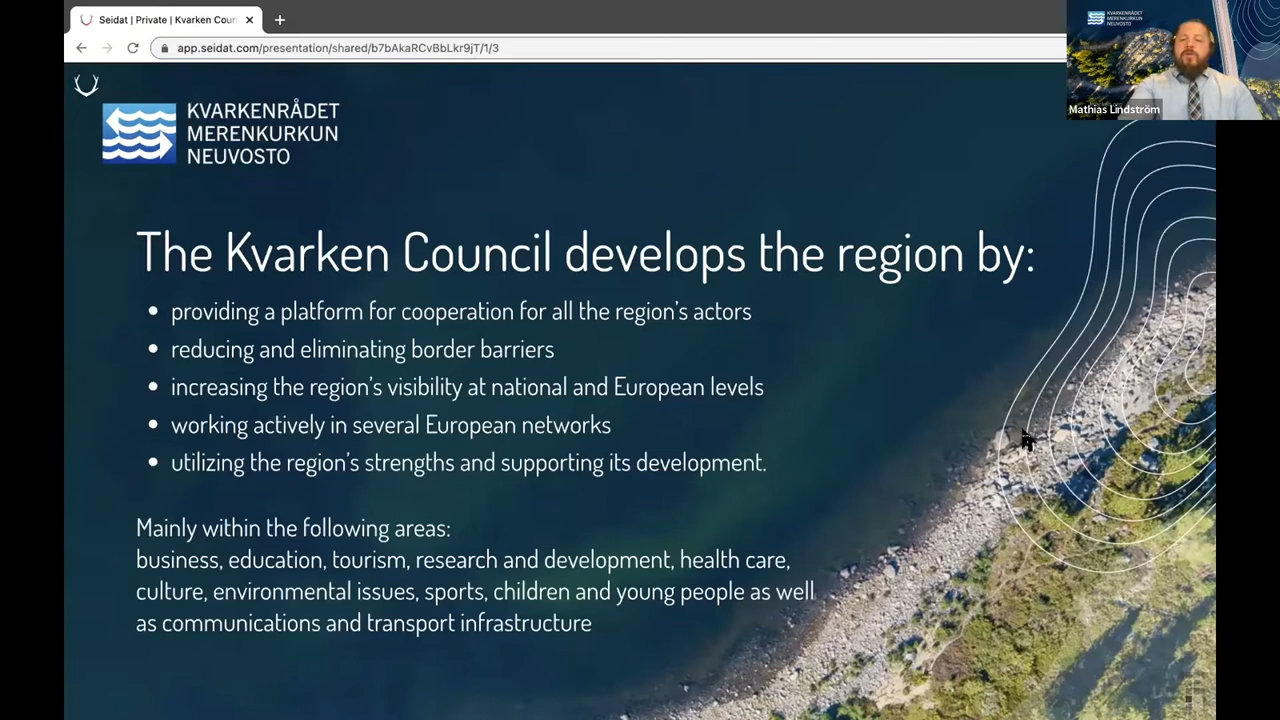 Seidat | Private | Kvarken Coun
app.seidat.com/presentation/shared/b7bAkaRCvBbLkr9jT/1/3
KVARKENRÅDET
MERENKURKUN
NEUVOSTO
Mathias Lindström
KVARKENRÅDET
MERENKURKUN
NEUVOSTO
The Kvarken Council develops the region by:
• providing a platform for cooperation for all the region's actors
• reducing and eliminating border barriers
• increasing the region's visibility at national and European levels
• working actively in several European networks
• utilizing the region's strengths and supporting its development.
Mainly within the following areas:
business, education, tourism, research and development, health care,
culture, environmental issues, sports, children and young people as well
as communications and transport infrastructure